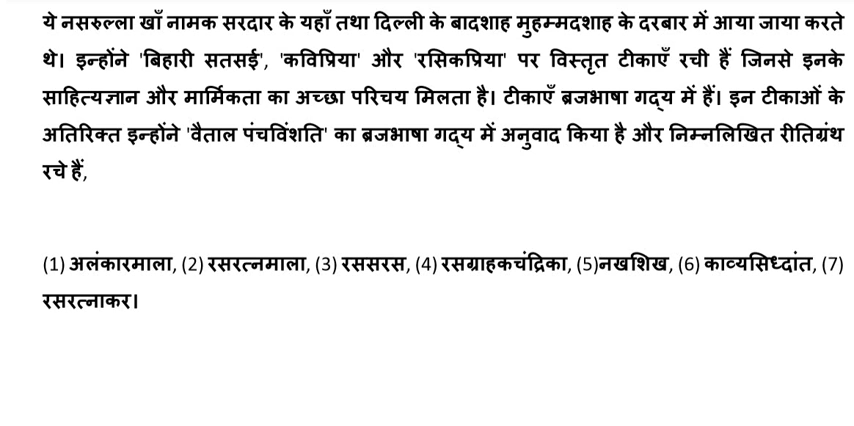 ये नसरुल्ला खाँ नामक सरदार के यहाँ तथा दिल्ली के बादशाह मुहम्मदशाह के दरबार में आया जाया करते
थे। इन्होंने 'बिहारी सतसई', 'कविप्रिया' और 'रसिकप्रिया' पर विस्तृत टीकाएँ रची हैं जिनसे इनके
साहित्यज्ञान और मार्मिकता का अच्छा परिचय मिलता है। टीकाएँ ब्रजभाषा गद्य में हैं। इन टीकाओं के
अतिरिक्त इन्होंने 'वैताल पंचविंशति' का ब्रजभाषा गद्य में अनुवाद किया है और निम्नलिखित रीतिग्रंथ
रचे हैं,
(1) अलंकारमाला, (2) रसरत्नमाला, (3) रससरस, (4) रसग्राहकचंद्रिका, (5)नखशिख, (6) काव्यसिध्दांत, (7)
रसरत्नाकर।